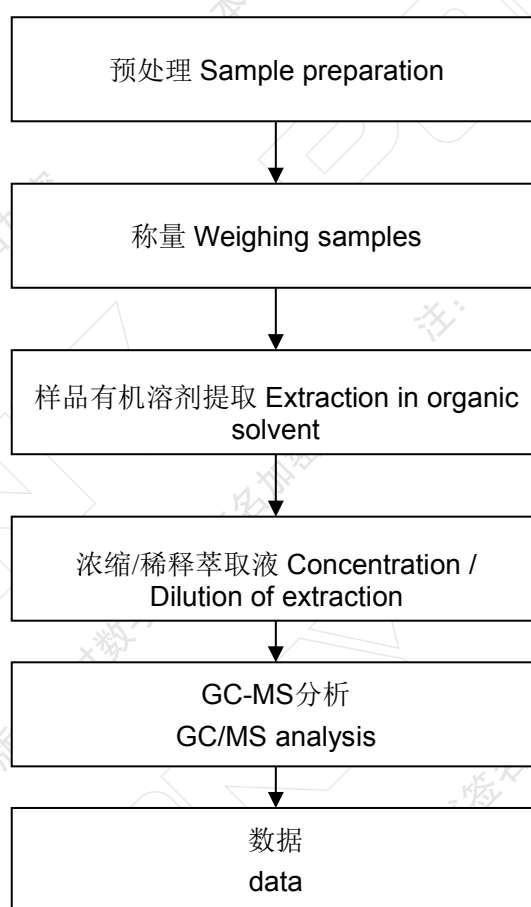 预处理 Sample preparation
称量 Weighing samples
样品有机溶剂提取 Extraction in organic
solvent
浓缩/稀释萃取液 Concentration /
Dilution of extraction
GC-MS分析
GC/MS analysis
数据
data
注: